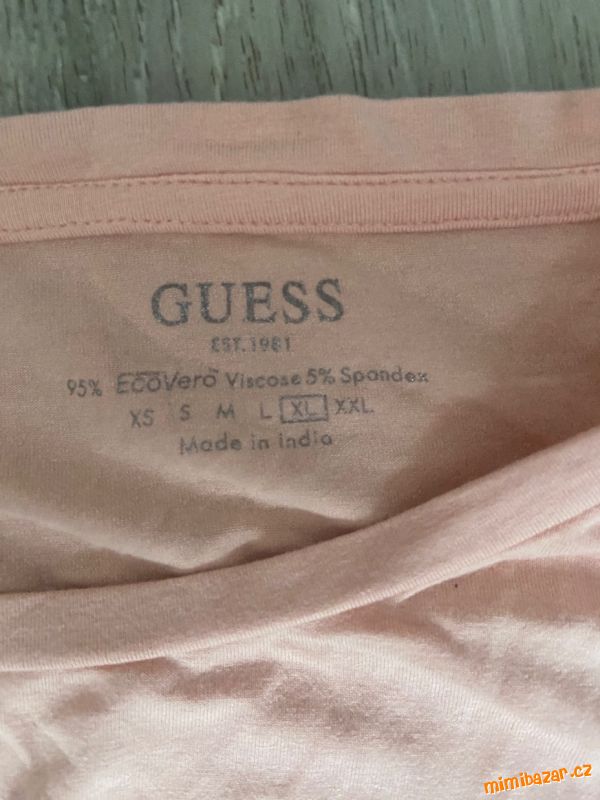 GUESS
EST.1981
95% EcoVero Viscose 5% Spandex
XS S M L XL XXL
Made in India
mimibazar.cz